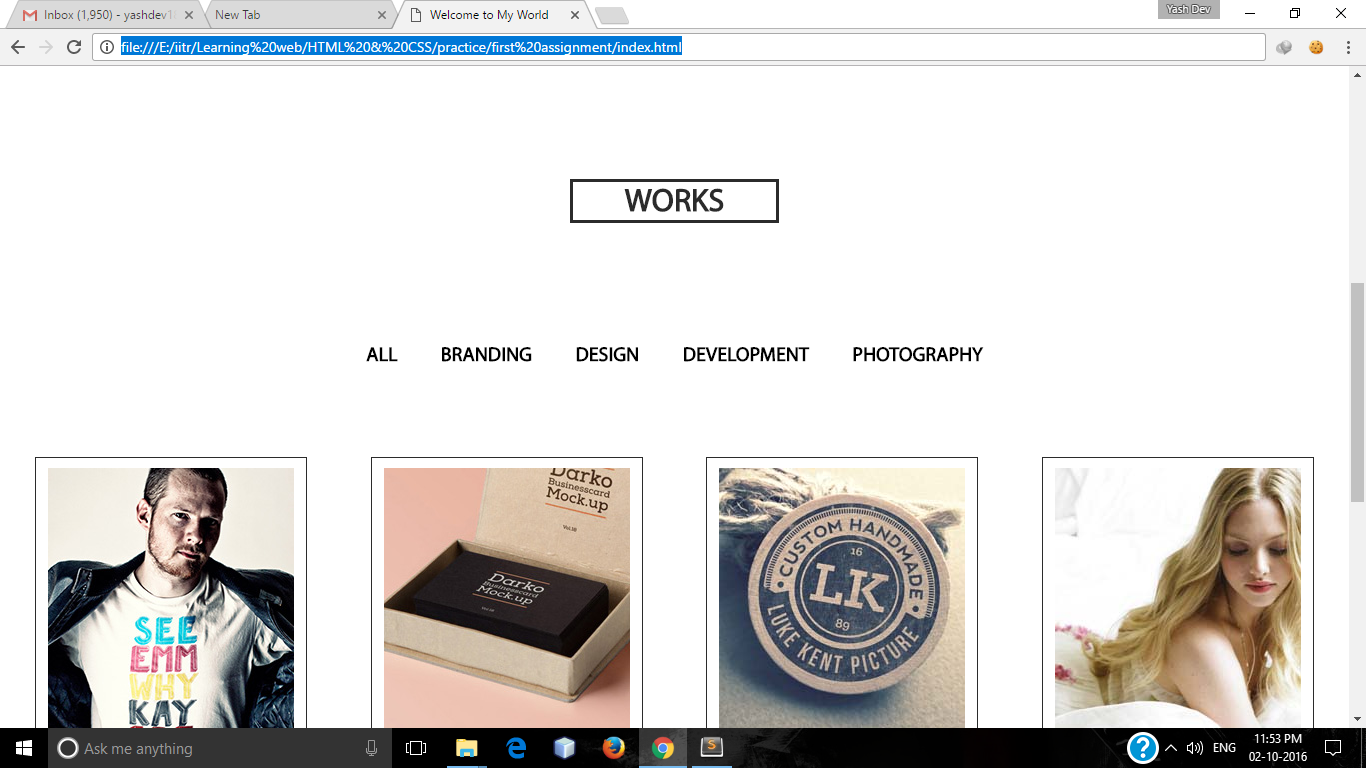 Inbox (1,950) - yashdev1
New Tab
Welcome to My World
Yash Dev
file:///E:/iitr/Learning%20web/HTML%20&%20CSS/practice/first%20assignment/index.html
WORKS
ALL BRANDING DESIGN DEVELOPMENT PHOTOGRAPHY
SEE
EMM
WHY
KAY
Darko
Businesscard
Mock.up
Vol.18
Darko
Businesscard
Mock.up
Vol.18
CUSTOM HANDMADE
16
LK
89
LUKE KENT PICTURE
Ask me anything
S
?
ENG
11:53 PM
02-10-2016